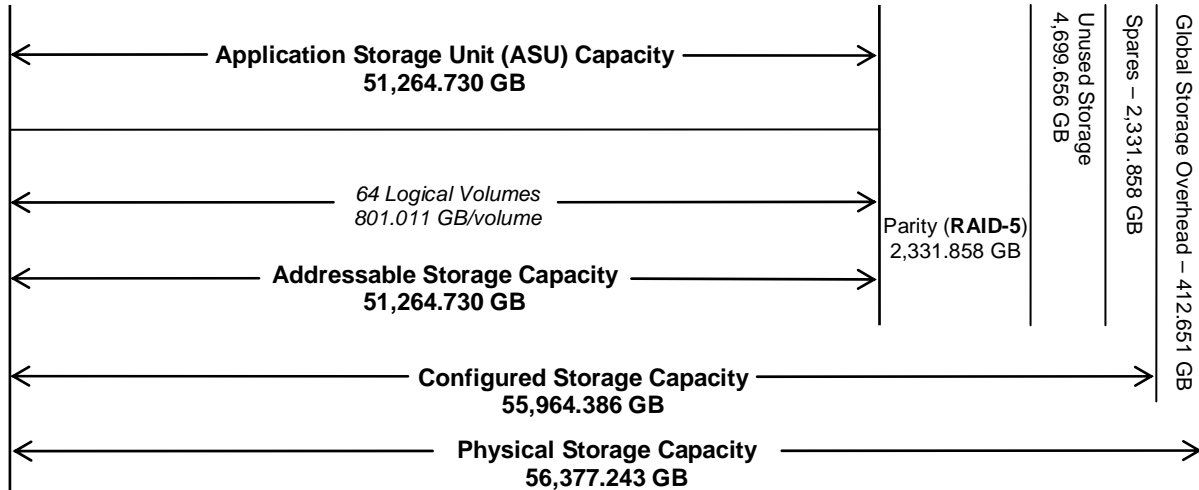 Application Storage Unit (ASU) Capacity
51,264.730 GB
64 Logical Volumes
801.011 GB/volume
Addressable Storage Capacity
51,264.730 GB
Parity (RAID-5)
2,331.858 GB
Unused Storage
4,699.656 GB
Spares – 2,331.858 GB
Global Storage Overhead – 412.651 GB
Configured Storage Capacity
55,964.386 GB
Physical Storage Capacity
56,377.243 GB